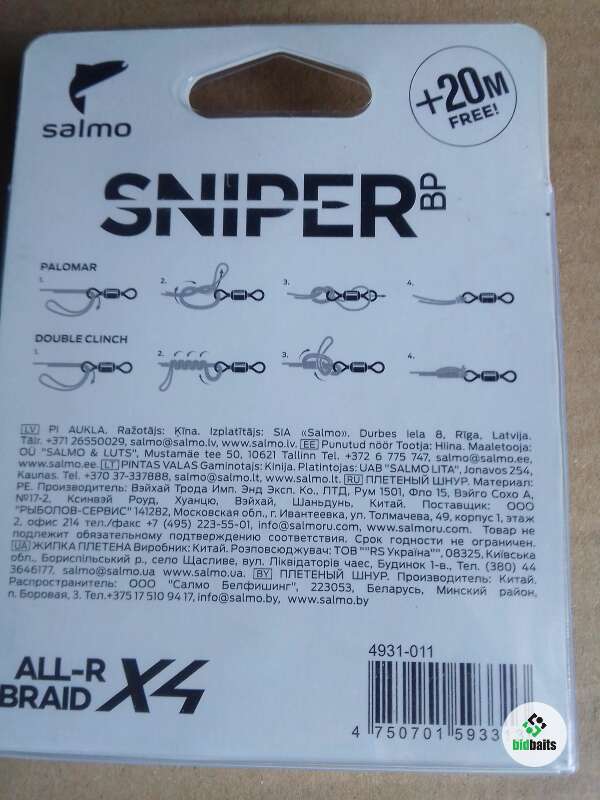 salmo
+20M
FREE!
SNIPER BP
PALOMAR
1. 2. 3. 4.
DOUBLE CLINCH
1. 2. 3. 4.
LV PI AUKLA. Ražotājs: Ķīna. Izplatītājs: SIA «Salmo», Durbes iela 8, Rīga, Latvija.
Tālr. +371 26550029, salmo@salmo.lv, www.salmo.lv. EE Punutud nöör Tootja: Hiina. Maaletooja:
OÜ "SALMO & LUTS", Mustamäe tee 50, 10621 Tallinn Tel. +372 6 775 747, salmo@salmo.ee,
www.salmo.ee. LT PINTAS VALAS Gaminotojas: Kinija. Platintojas: UAB "SALMO LITA", Jonavos 254,
Kaunas. Tel. +370 37-337888, salmo@salmo.lt, www.salmo.lt. RU ПЛЕТЕНЫЙ ШНУР. Материал:
PE. Производитель: Вэйхай Трода Имп. Энд Эксп. Ко., ЛТД, Рум 1501, Фло 15, Вэйго Сохо А,
№17-2, Ксинвэй Роуд, Хуанцю, Вэйхай, Шаньдунь, Китай. Поставщик: ООО
"РЫБОЛОВ-СЕРВИС" 141282, Московская обл., г. Ивантеевка, ул. Толмачева, 49, корпус 1, этаж
2, офис 214 тел./факс +7 (495) 223-55-01, info@salmoru.com, www.salmoru.com. Товар не
подлежит обязательному подтверждению соответствия. Срок годности не ограничен.
UA ЖИЛКА ПЛЕТЕНА Виробник: Китай. Розповсюджувач: ТОВ ""RS Україна"", 08325, Київська
обл., Бориспільський р., село Щасливе, вул. Ліквідаторів чаес, Будинок 1-в., Тел. (380) 44
3646177, salmo@salmo.ua www.salmo.ua. BY ПЛЕТЕНЫЙ ШНУР. Производитель: Китай.
Распространитель: ООО "Салмо Белфишинг", 223053, Беларусь, Минский район,
п. Боровая, 3. Тел.+375 17 510 94 17, info@salmo.by, www.salmo.by
ALL-R
BRAID X4
4931-011
4 750701 5933
bidbaits